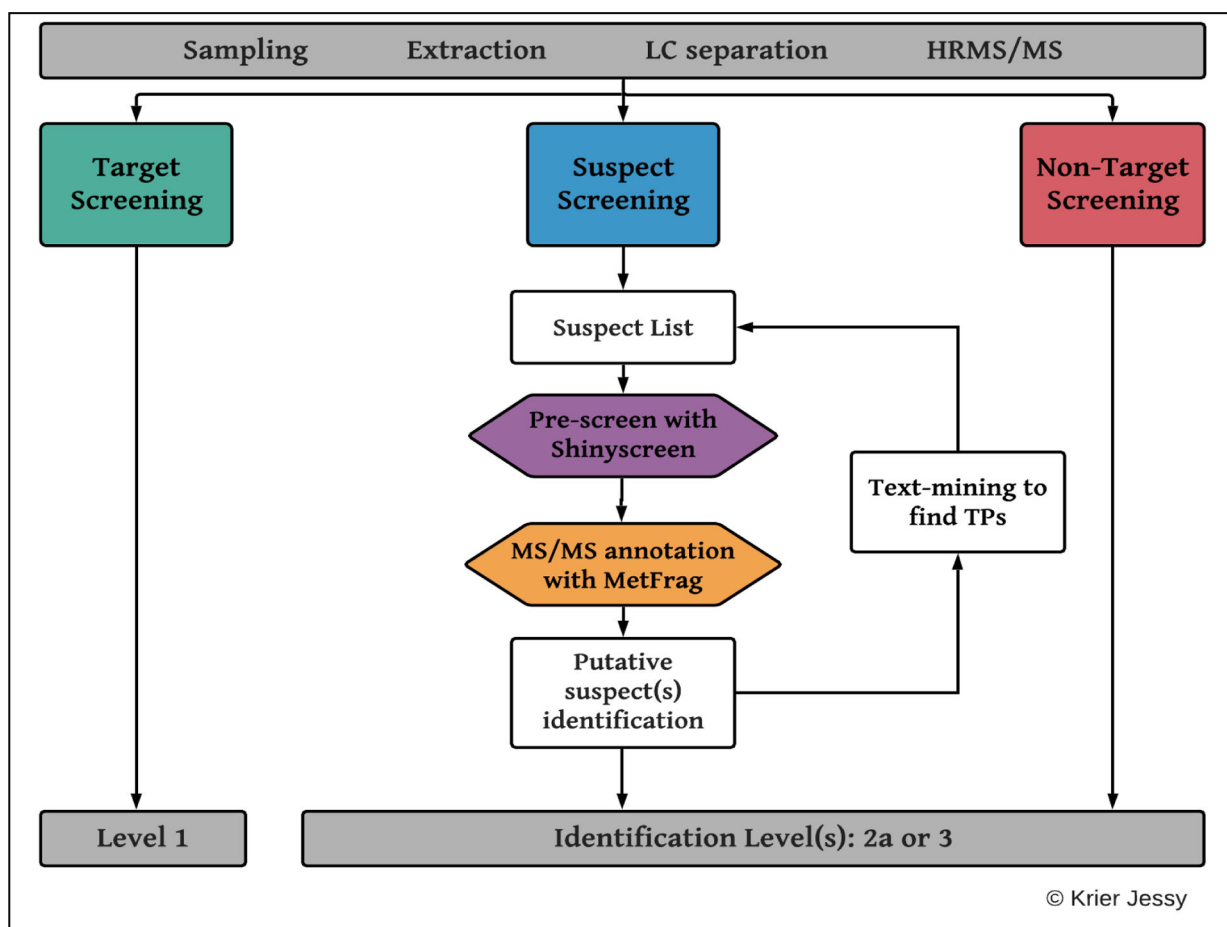 Sampling Extraction LC separation HRMS/MS
Target
Screening
Suspect
Screening
Non-Target
Screening
Suspect List
Pre-screen with
Shinyscreen
Text-mining to
find TPs
MS/MS annotation
with MetFrag
Putative
suspect(s)
identification
Level 1
Identification Level(s): 2a or 3
© Krier Jessy